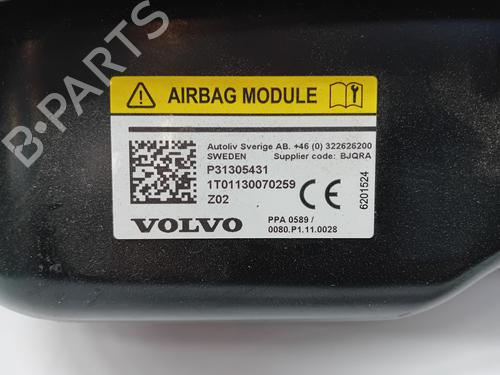 B-PARTS
AIRBAG MODULE
Autoliv Sverige AB. +46 (0) 322626200
SWEDEN Supplier code: BJQRA
P31305431
1T01130070259
Z02
CE
VOLVO
PPA 0589 /
0080.P1.11.0028
6201524